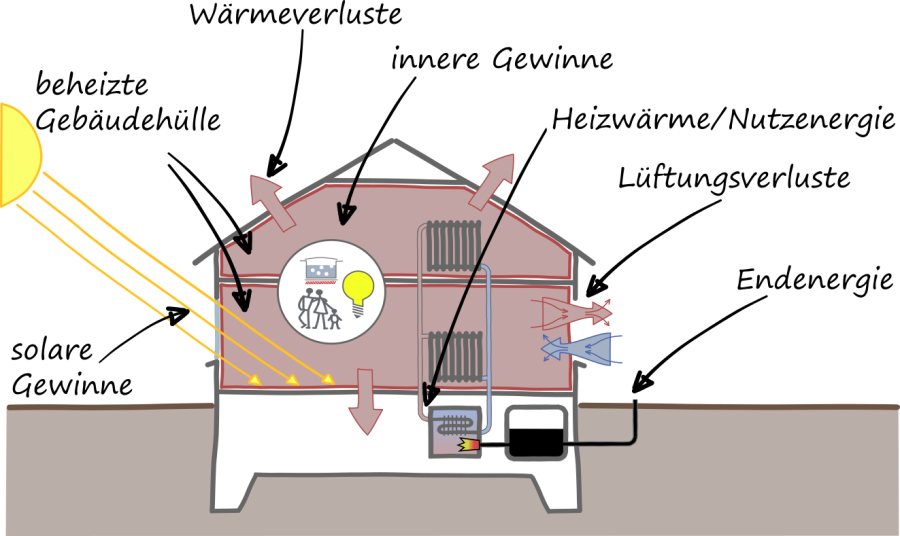 Wärmeverluste
innere Gewinne
beheizte
Gebäudehülle
Heizwärme/Nutzenergie
Lüftungsverluste
Endenergie
solare
Gewinne